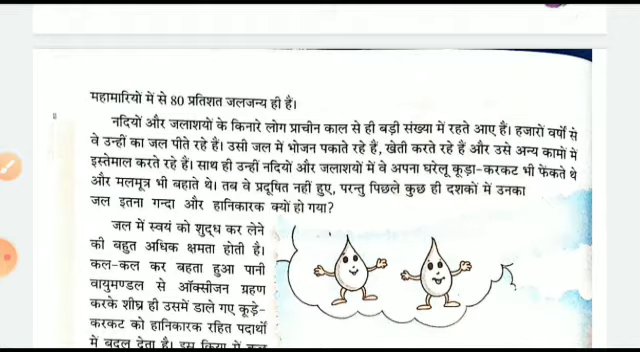 महामारियों में से 80 प्रतिशत जलजन्य ही हैं।
नदियों और जलाशयों के किनारे लोग प्राचीन काल से ही बड़ी संख्या में रहते आए हैं। हजारों वर्षों से
वे उन्हीं का जल पीते रहे हैं। उसी जल में भोजन पकाते रहे हैं, खेती करते रहे हैं और उसे अन्य कामों में
इस्तेमाल करते रहे हैं। साथ ही उन्हीं नदियों और जलाशयों में वे अपना घरेलू कूड़ा-करकट भी फेंकते थे
और मलमूत्र भी बहाते थे। तब वे प्रदूषित नहीं हुए, परन्तु पिछले कुछ ही दशकों में उनका
जल इतना गन्दा और हानिकारक क्यों हो गया?
जल में स्वयं को शुद्ध कर लेने
की बहुत अधिक क्षमता होती है।
कल-कल कर बहता हुआ पानी
वायुमण्डल से ऑक्सीजन ग्रहण
करके शीघ्र ही उसमें डाले गए कूड़े-
करकट को हानिकारक रहित पदार्थों
में बदल देता है। इस क्रिया में